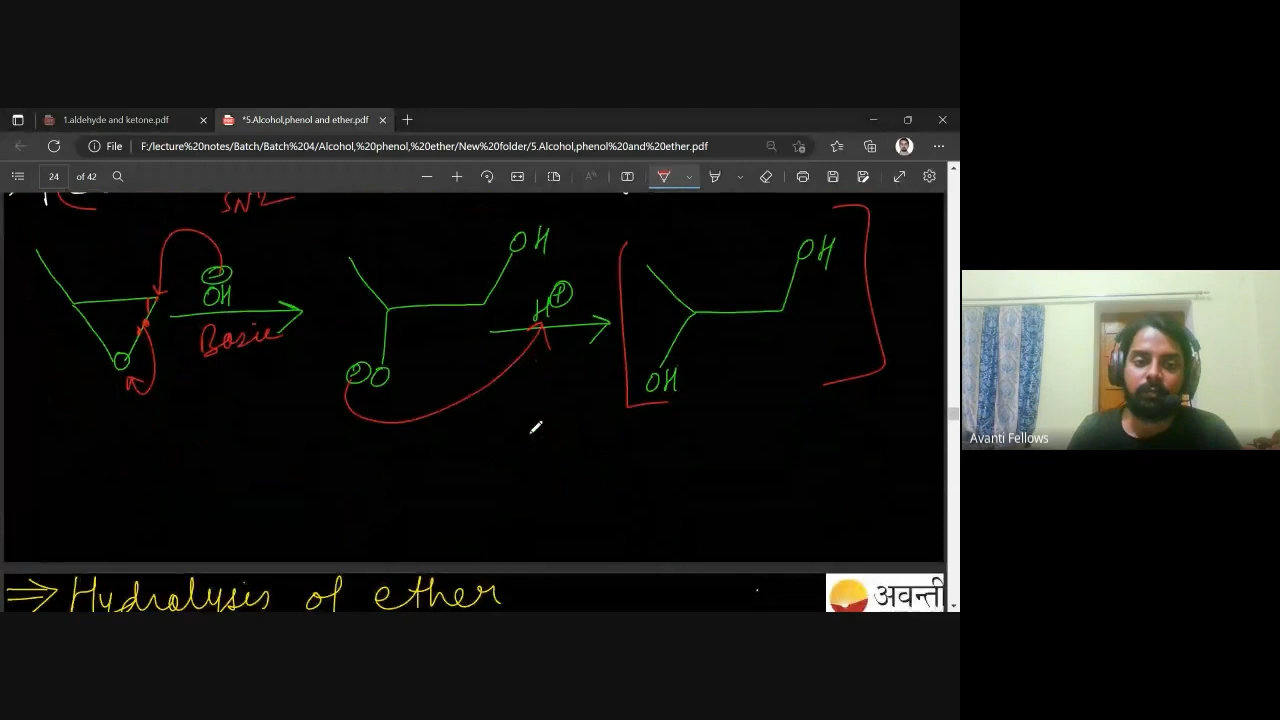 1.aldehyde and ketone.pdf
*5.Alcohol,phenol and ether.pdf
File
F:/lecture%20notes/Batch/Batch%204/Alcohol,%20phenol,%20ether/New%20folder/5.Alcohol,phenol%20and%20ether.pdf
24 of 42
SN2
OH
OH
⊖
OH
H⊕
Basic
O
⊖O
OH
⇒ Hydrolysis of ether
अवन्ती
Avanti Fellows